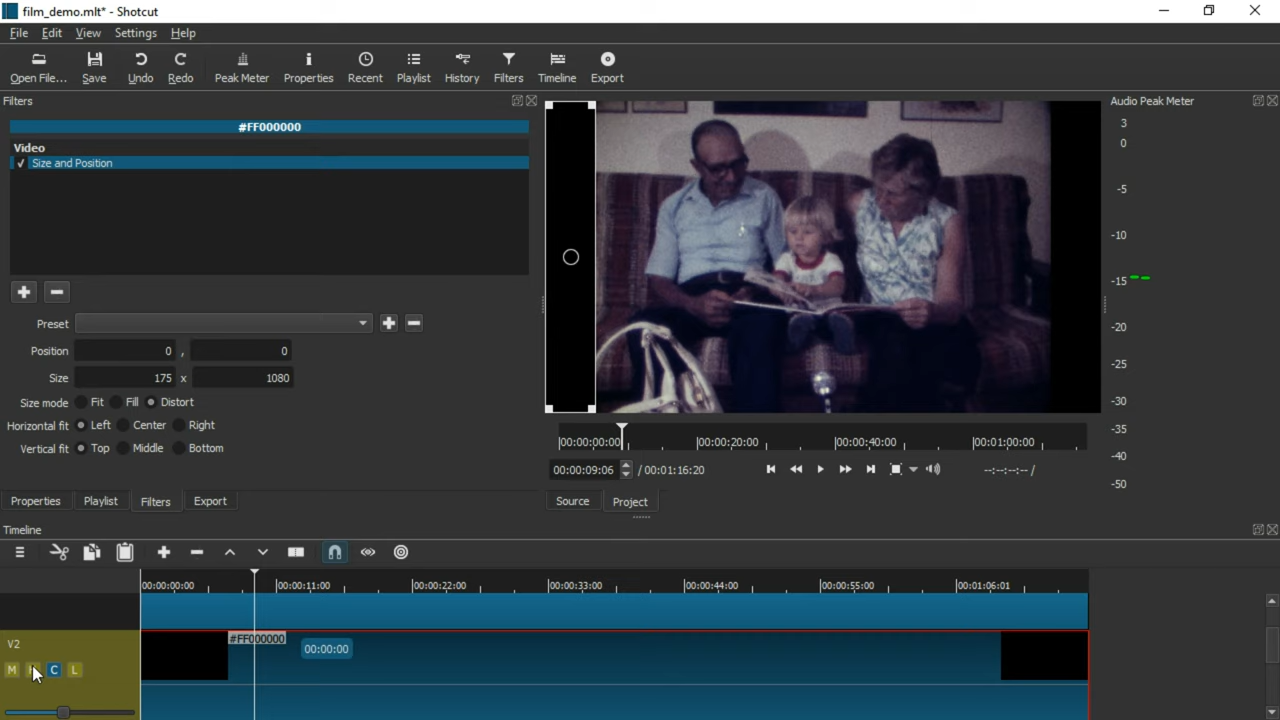 film_demo.mlt* - Shotcut
File Edit View Settings Help
Open File... Save Undo Redo Peak Meter Properties Recent Playlist History Filters Timeline Export
Filters
Audio Peak Meter
#FF000000
Video
✓ Size and Position
3
0
-5
-10
-15
-20
-25
-30
-35
-40
-50
Preset
Position 0 , 0
Size 175 x 1080
Size mode Fit Fill Distort
Horizontal fit Left Center Right
Vertical fit Top Middle Bottom
00:00:00:00 00:00:20:00 00:00:40:00 00:01:00:00
00:00:09:06 / 00:01:16:20 --:--:--:-- /
Properties Playlist Filters Export
Source Project
Timeline
00:00:00:00 00:00:11:00 00:00:22:00 00:00:33:00 00:00:44:00 00:00:55:00 00:01:06:01
V2
#FF000000
00:00:00
M C L